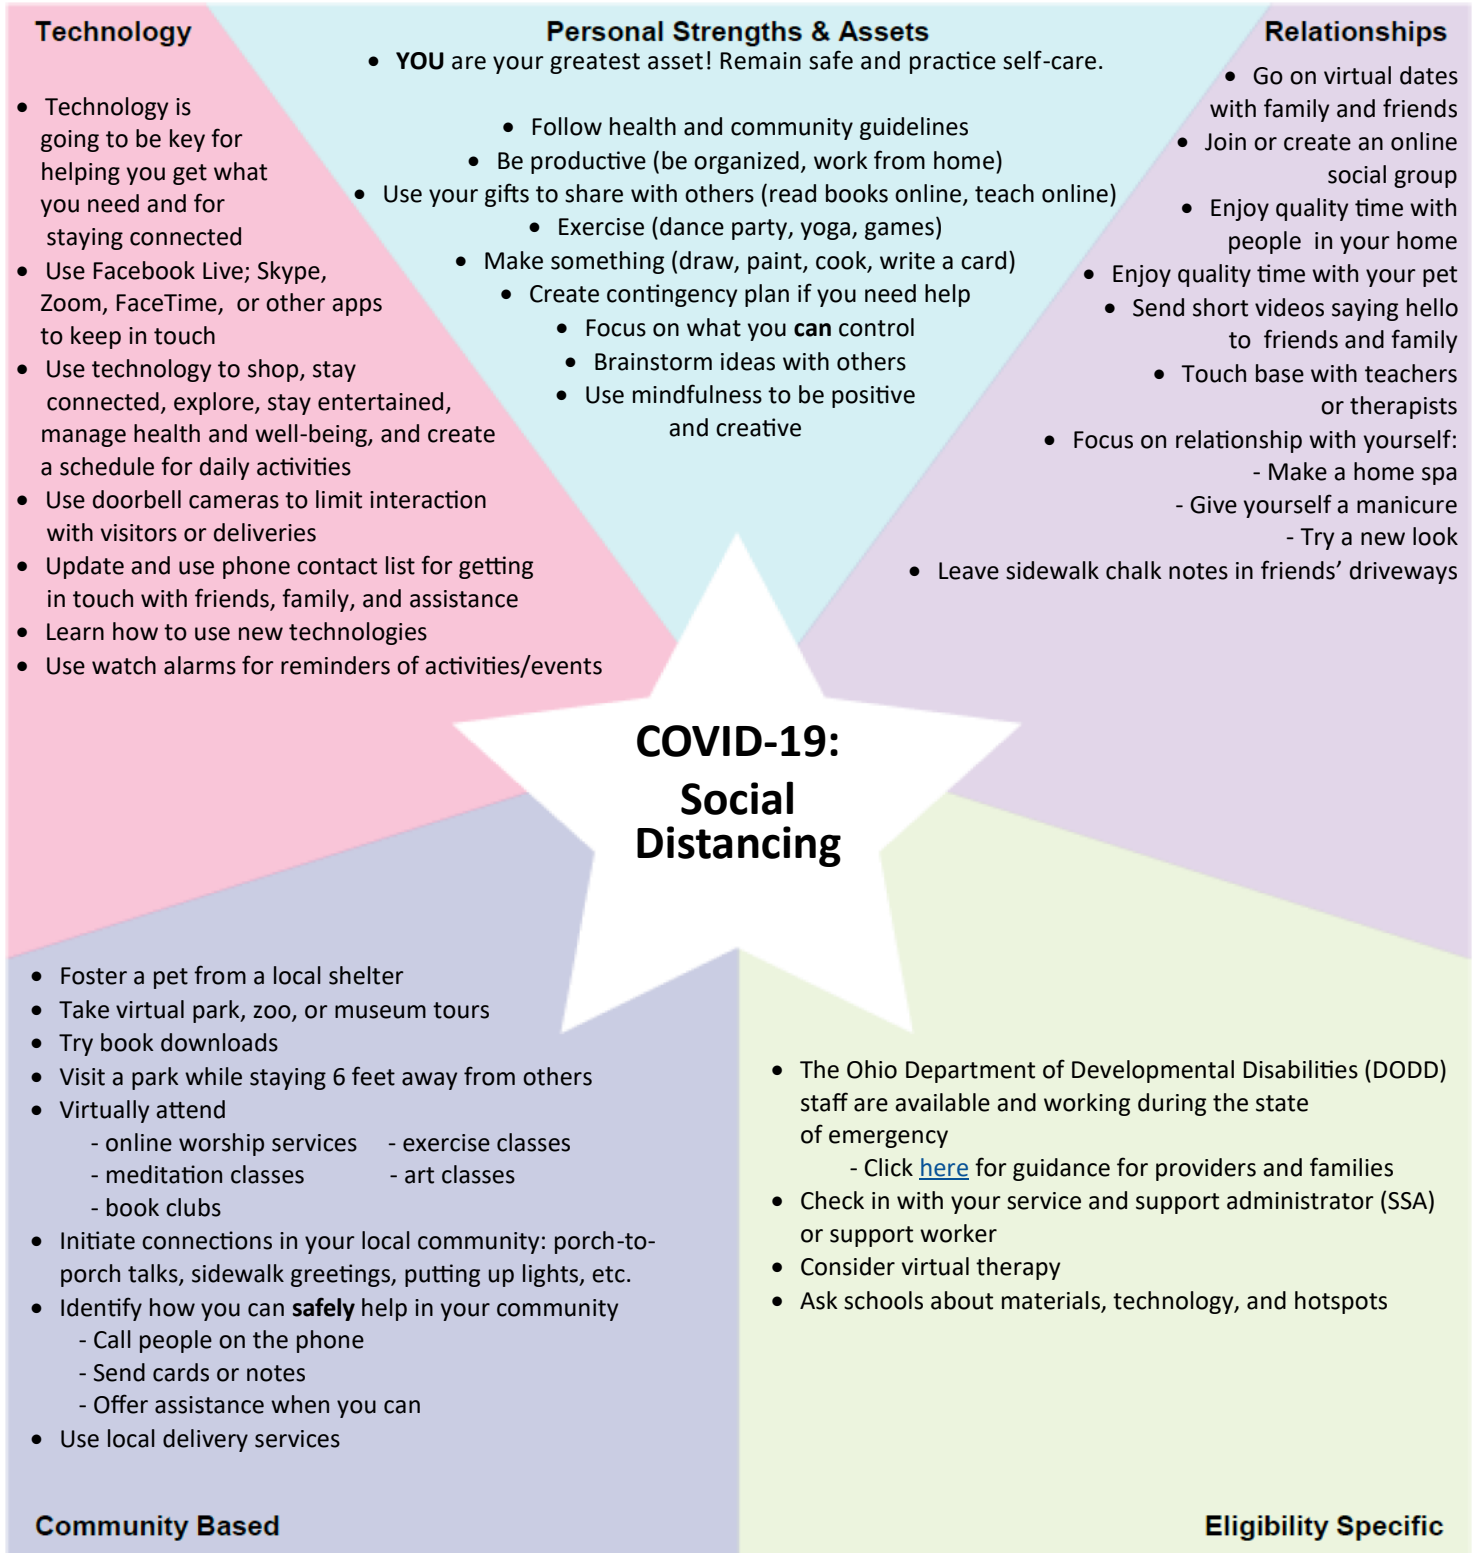 Technology
• Technology is
going to be key for
helping you get what
you need and for
staying connected
• Use Facebook Live; Skype,
Zoom, FaceTime, or other apps
to keep in touch
• Use technology to shop, stay
connected, explore, stay entertained,
manage health and well-being, and create
a schedule for daily activities
• Use doorbell cameras to limit interaction
with visitors or deliveries
• Update and use phone contact list for getting
in touch with friends, family, and assistance
• Learn how to use new technologies
• Use watch alarms for reminders of activities/events
Personal Strengths & Assets
• YOU are your greatest asset! Remain safe and practice self-care.
• Follow health and community guidelines
• Be productive (be organized, work from home)
• Use your gifts to share with others (read books online, teach online)
• Exercise (dance party, yoga, games)
• Make something (draw, paint, cook, write a card)
• Create contingency plan if you need help
• Focus on what you can control
• Brainstorm ideas with others
• Use mindfulness to be positive
and creative
Relationships
• Go on virtual dates
with family and friends
• Join or create an online
social group
• Enjoy quality time with
people in your home
• Enjoy quality time with your pet
• Send short videos saying hello
to friends and family
• Touch base with teachers
or therapists
• Focus on relationship with yourself:
- Make a home spa
- Give yourself a manicure
- Try a new look
• Leave sidewalk chalk notes in friends’ driveways
COVID-19:
Social
Distancing
• Foster a pet from a local shelter
• Take virtual park, zoo, or museum tours
• Try book downloads
• Visit a park while staying 6 feet away from others
• Virtually attend
- online worship services - exercise classes
- meditation classes - art classes
- book clubs
• Initiate connections in your local community: porch-to-
porch talks, sidewalk greetings, putting up lights, etc.
• Identify how you can safely help in your community
- Call people on the phone
- Send cards or notes
- Offer assistance when you can
• Use local delivery services
Community Based
• The Ohio Department of Developmental Disabilities (DODD)
staff are available and working during the state
of emergency
- Click here for guidance for providers and families
• Check in with your service and support administrator (SSA)
or support worker
• Consider virtual therapy
• Ask schools about materials, technology, and hotspots
Eligibility Specific